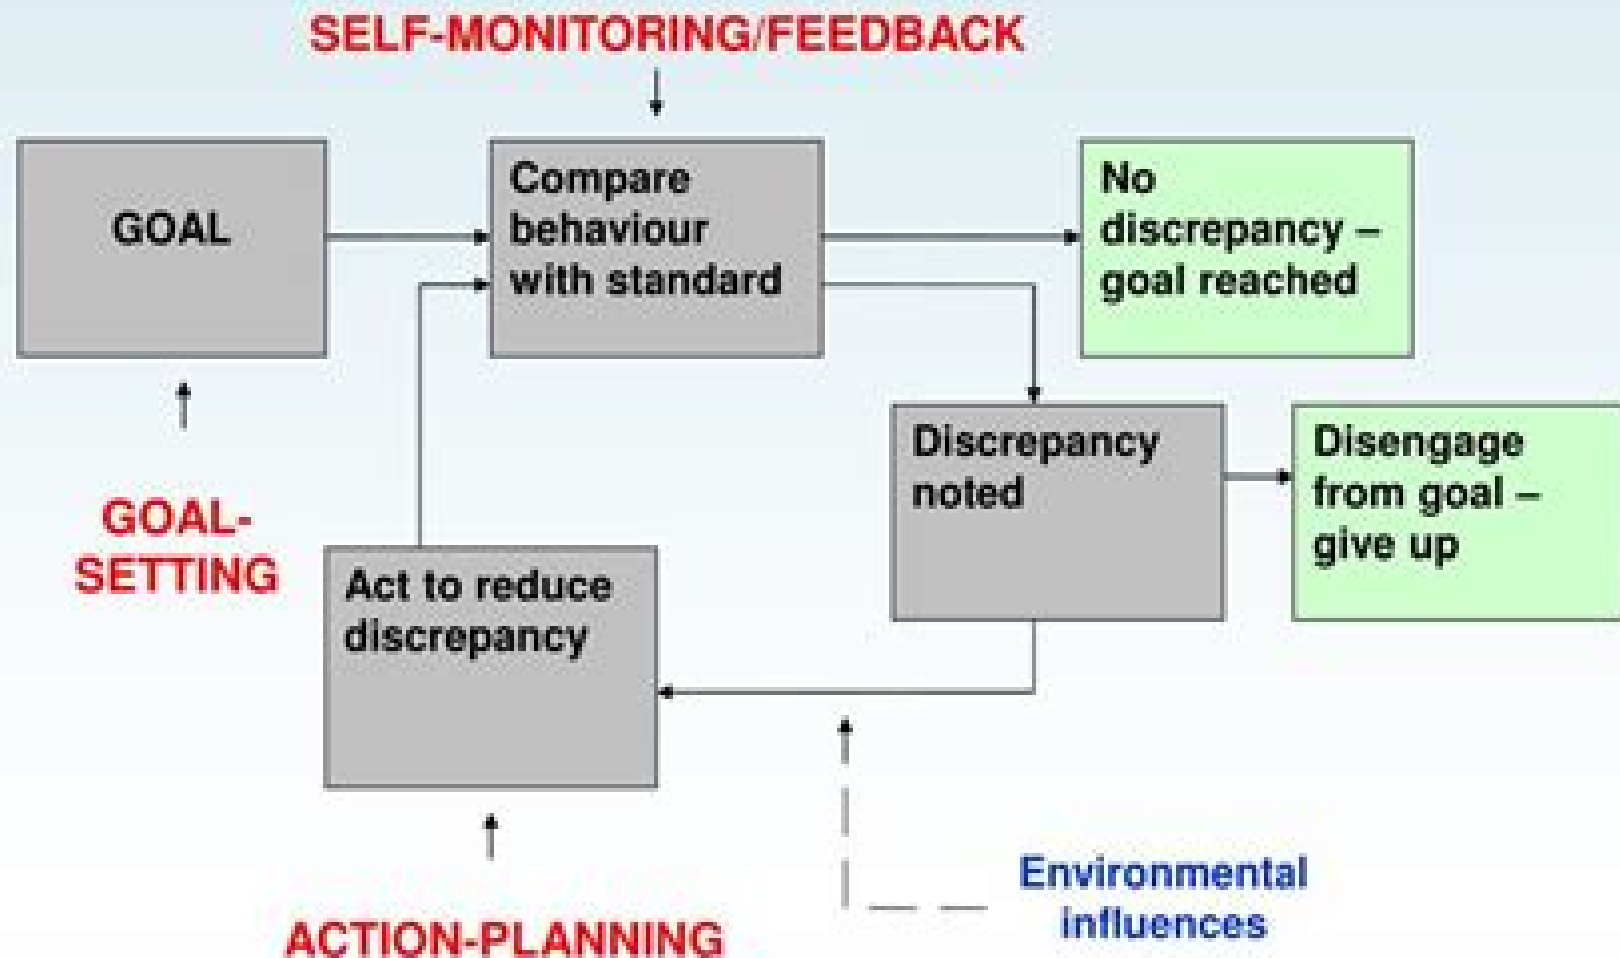 SELF-MONITORING/FEEDBACK
GOAL
Compare
behaviour
with standard
No
discrepancy –
goal reached
Discrepancy
noted
Disengage
from goal –
give up
GOAL-
SETTING
Act to reduce
discrepancy
Environmental
influences
ACTION-PLANNING